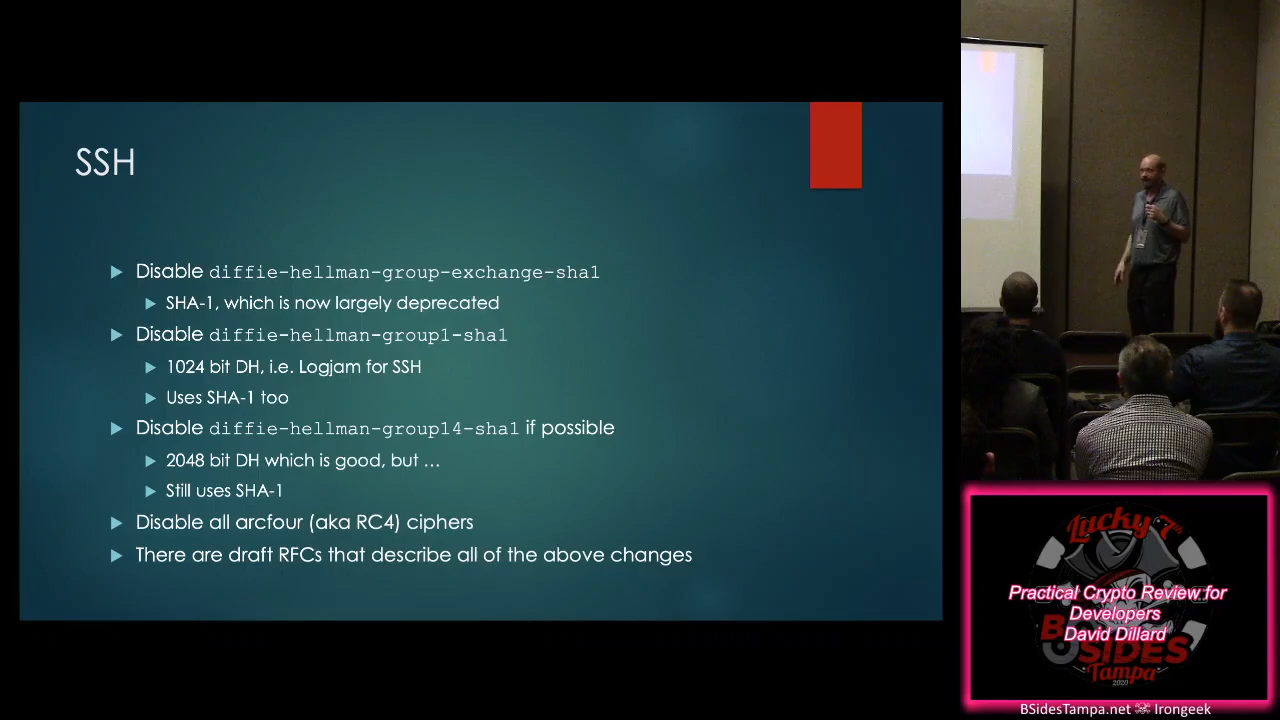 SSH
Disable diffie-hellman-group-exchange-sha1
SHA-1, which is now largely deprecated
Disable diffie-hellman-group1-sha1
1024 bit DH, i.e. Logjam for SSH
Uses SHA-1 too
Disable diffie-hellman-group14-sha1 if possible
2048 bit DH which is good, but …
Still uses SHA-1
Disable all arcfour (aka RC4) ciphers
There are draft RFCs that describe all of the above changes
Lucky 7th
Practical Crypto Review for
Developers
David Dillard
BSIDES
Tampa
2020
BSidesTampa.net Irongeek